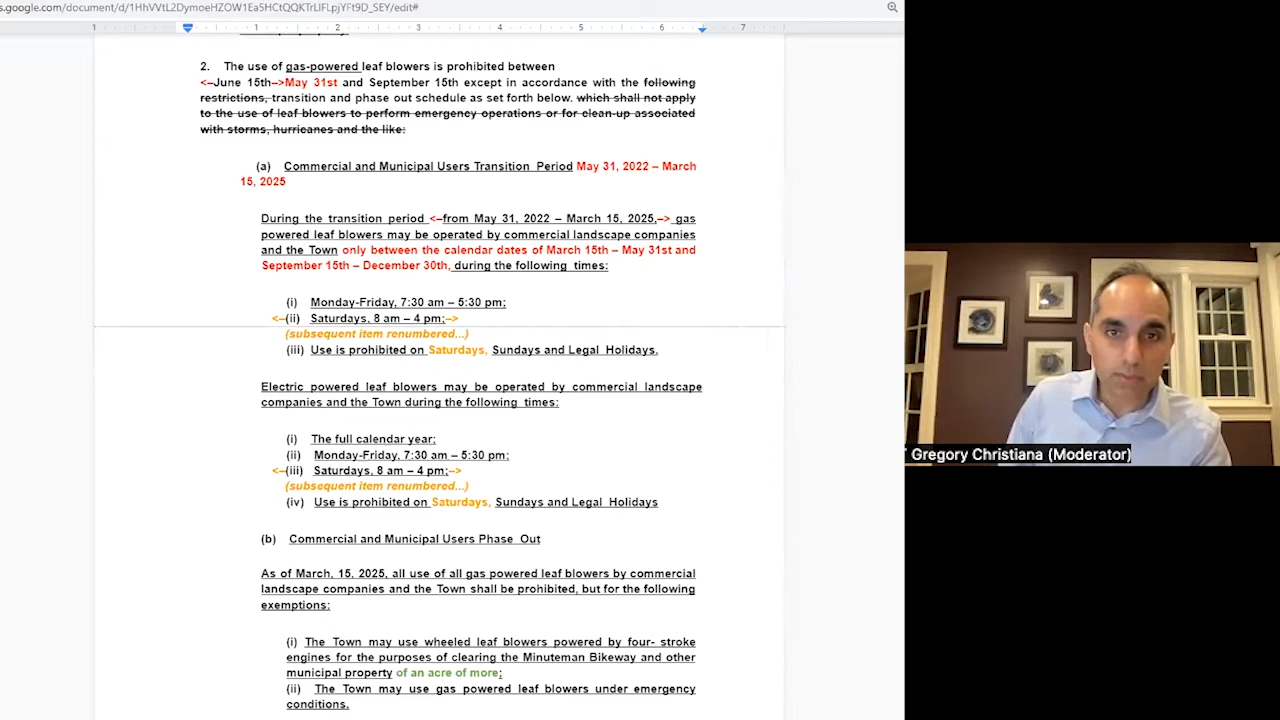 s.google.com/document/d/1HhVVtL2DymoeHZOW1Ea5HCtQQKTrLIFLpjYFt9D_SEY/edit#
1 1 2 3 4 5 6 7
2. The use of gas-powered leaf blowers is prohibited between
<–June 15th–>May 31st and September 15th except in accordance with the following
restrictions, transition and phase out schedule as set forth below. which shall not apply
to the use of leaf blowers to perform emergency operations or for clean-up associated
with storms, hurricanes and the like:
(a) Commercial and Municipal Users Transition Period May 31, 2022 – March
15, 2025
During the transition period <–from May 31, 2022 – March 15, 2025,–> gas
powered leaf blowers may be operated by commercial landscape companies
and the Town only between the calendar dates of March 15th – May 31st and
September 15th – December 30th, during the following times:
(i) Monday-Friday, 7:30 am – 5:30 pm;
<–(ii) Saturdays, 8 am – 4 pm;–>
(subsequent item renumbered...)
(iii) Use is prohibited on Saturdays, Sundays and Legal Holidays.
Electric powered leaf blowers may be operated by commercial landscape
companies and the Town during the following times:
(i) The full calendar year;
(ii) Monday-Friday, 7:30 am – 5:30 pm;
<–(iii) Saturdays, 8 am – 4 pm;–>
(subsequent item renumbered...)
(iv) Use is prohibited on Saturdays, Sundays and Legal Holidays
(b) Commercial and Municipal Users Phase Out
As of March, 15, 2025, all use of all gas powered leaf blowers by commercial
landscape companies and the Town shall be prohibited, but for the following
exemptions:
(i) The Town may use wheeled leaf blowers powered by four- stroke
engines for the purposes of clearing the Minuteman Bikeway and other
municipal property of an acre of more;
(ii) The Town may use gas powered leaf blowers under emergency
conditions.
Gregory Christiana (Moderator)